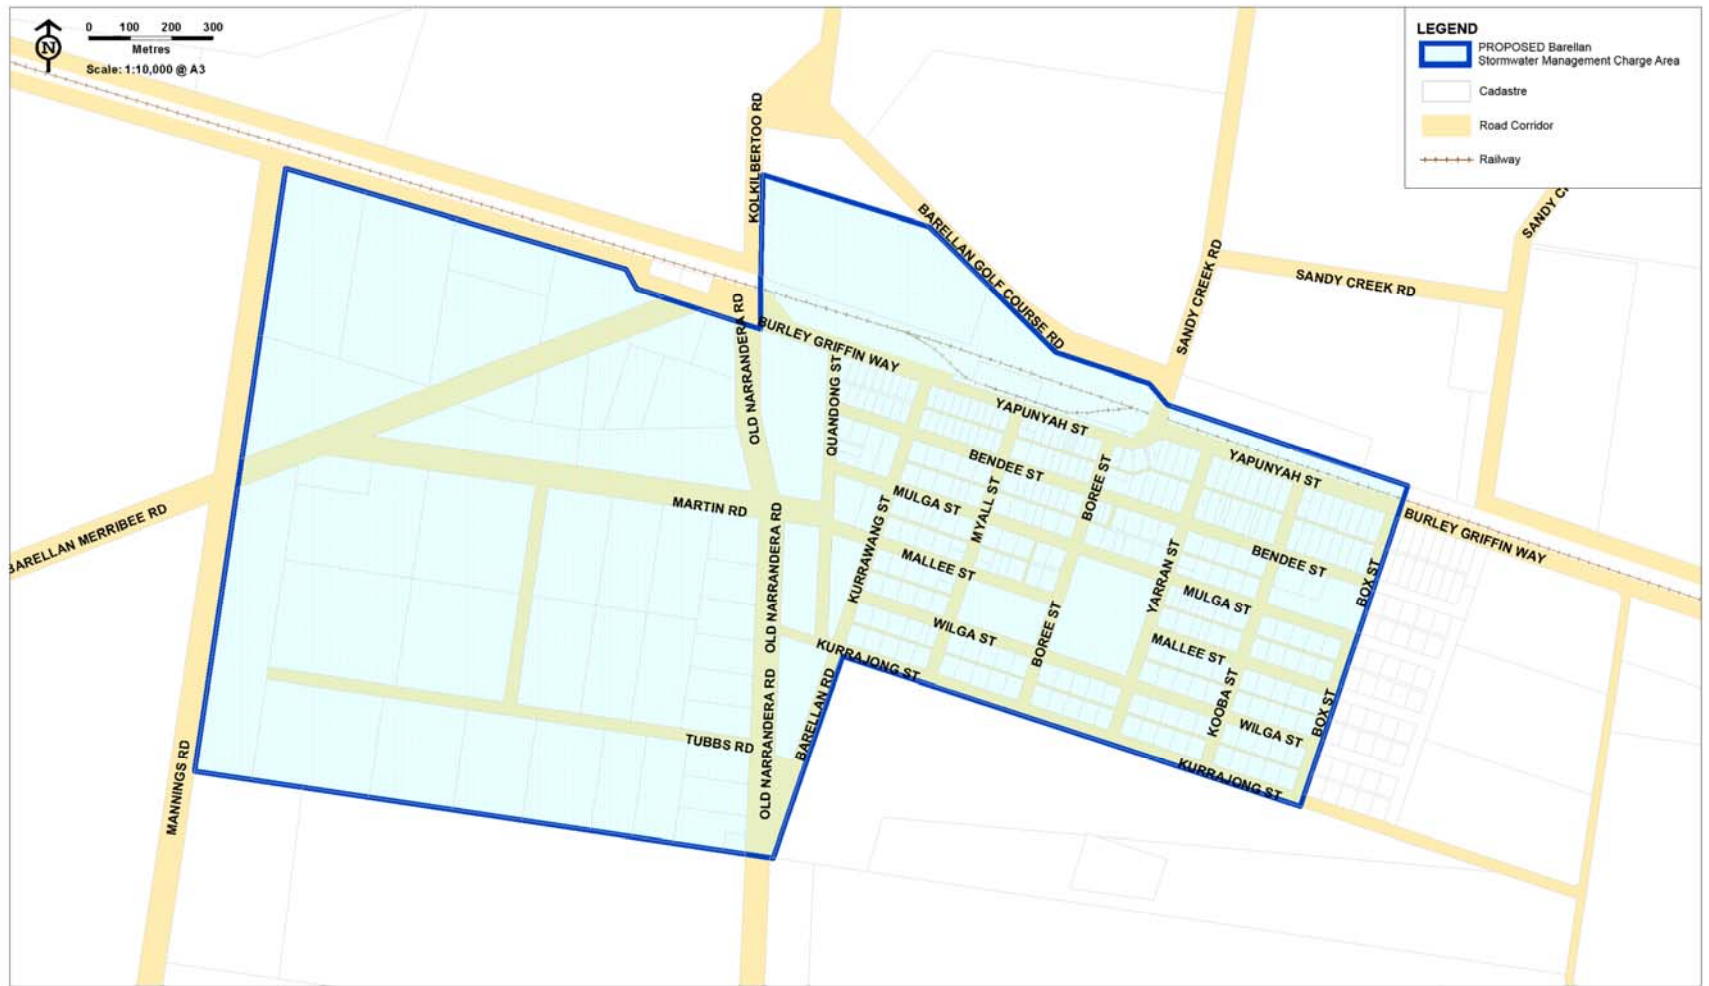 0 100 200 300
Metres
Scale: 1:10,000 @ A3
N
LEGEND
PROPOSED Barellan
Stormwater Management Charge Area
Cadastre
Road Corridor
Railway
KOLKILBERTOO RD
BARELLAN GOLF COURSE RD
SANDY CREEK RD
SANDY CREEK RD
SANDY C
OLD NARRANDERA RD
BURLEY GRIFFIN WAY
QUANDONG ST
YAPUNYAH ST
YAPUNYAH ST
BENDEE ST
BOREE ST
MYALL ST
MULGA ST
KURRAWANG ST
MARTIN RD
OLD NARRANDERA RD
BARELLAN MERRIBEE RD
BURLEY GRIFFIN WAY
BENDEE ST
BOX ST
YARRAN ST
MALLEE ST
MULGA ST
WILGA ST
BOREE ST
MALLEE ST
KURRAJONG ST
KOOBA ST
BOX ST
WILGA ST
BARELLAN RD
OLD NARRANDERA RD
TUBBS RD
MANNINGS RD
KURRAJONG ST